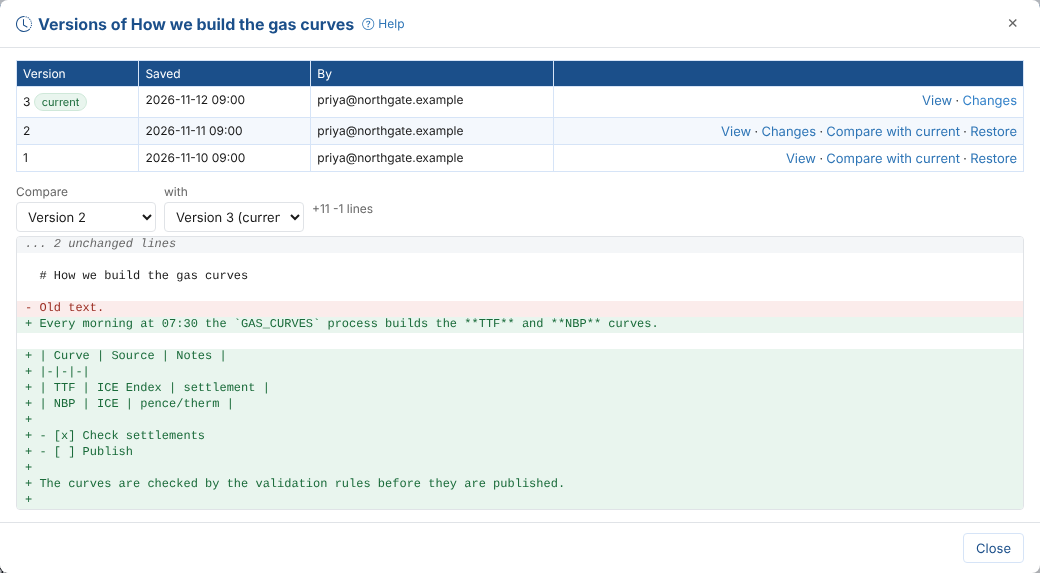 Versions of How we build the gas curves ? Help ×
Version Saved By
3 current 2026-11-12 09:00 priya@northgate.example View · Changes
2 2026-11-11 09:00 priya@northgate.example View · Changes · Compare with current · Restore
1 2026-11-10 09:00 priya@northgate.example View · Compare with current · Restore
Compare with
Version 2 Version 3 (currer +11 -1 lines
... 2 unchanged lines
# How we build the gas curves
- Old text.
+ Every morning at 07:30 the `GAS_CURVES` process builds the **TTF** and **NBP** curves.
+ | Curve | Source | Notes |
+ |-|-|-|
+ | TTF | ICE Endex | settlement |
+ | NBP | ICE | pence/therm |
+
+ - [x] Check settlements
+ - [ ] Publish
+
+ The curves are checked by the validation rules before they are published.
+
Close